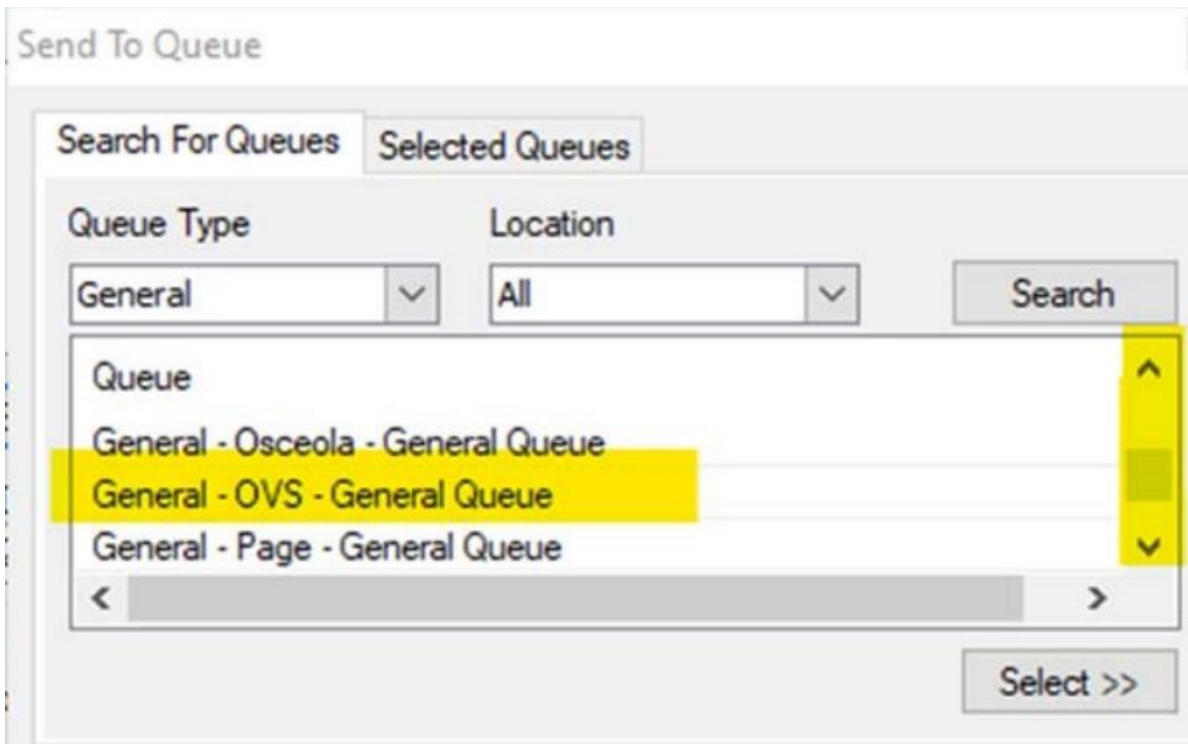 Send To Queue
Search For Queues Selected Queues
Queue Type Location
General All Search
Queue
General - Osceola - General Queue
General - OVS - General Queue
General - Page - General Queue
Select >>